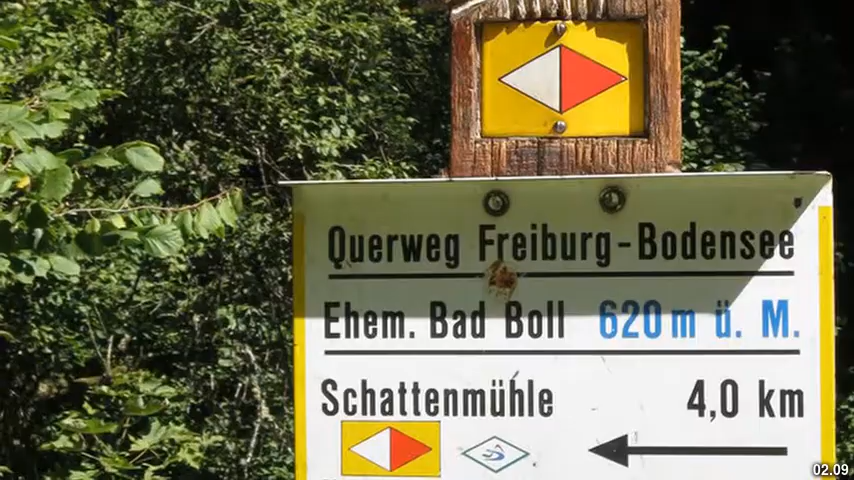 Querweg Freiburg-Bodensee
Ehem. Bad Boll 620 m ü. M.
Schattenmühle 4,0 km
02.09